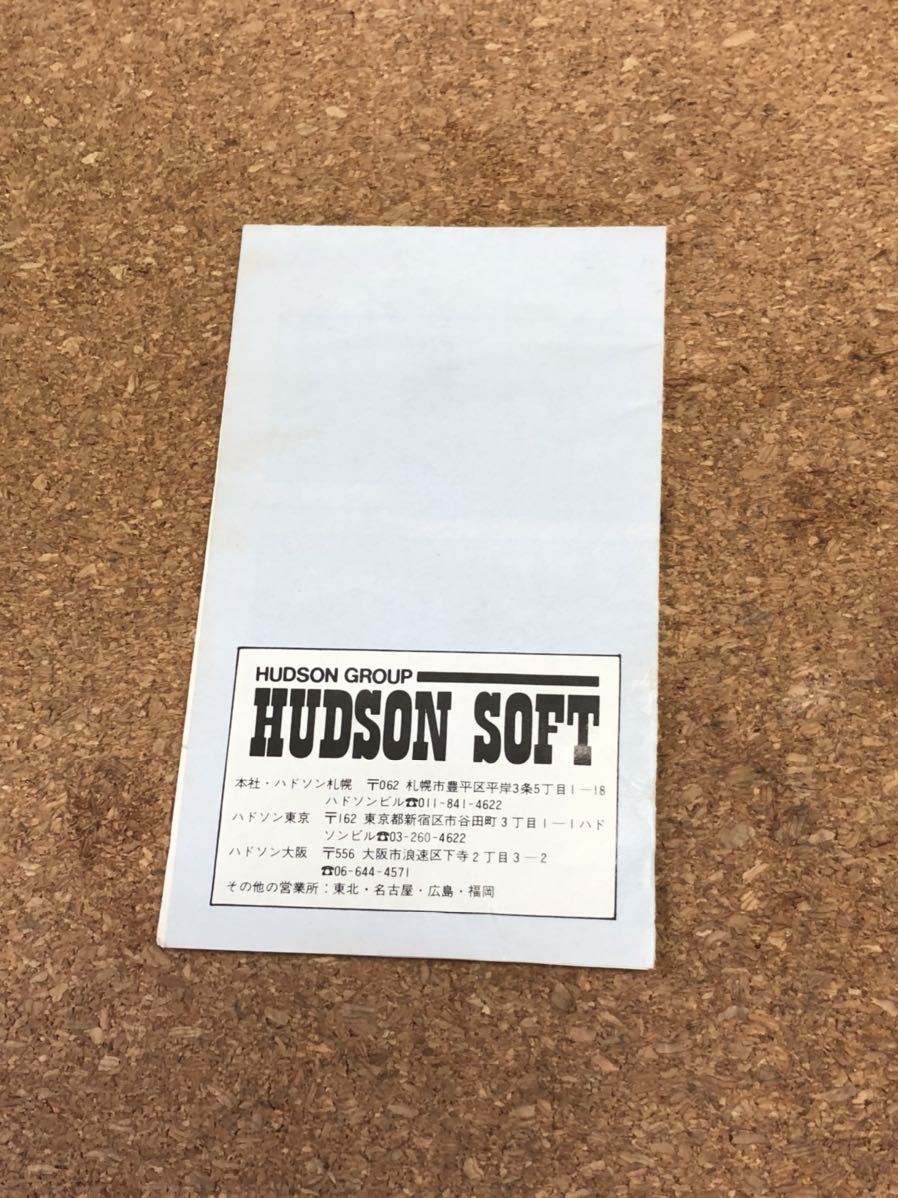 HUDSON GROUP
HUDSON SOFT
本社・ハドソン札幌 〒062 札幌市豊平区平岸3条5丁目1-18
ハドソンビル☎011-841-4622
ハドソン東京 〒162 東京都新宿区市谷田町3丁目1-1ハド
ソンビル☎03-260-4622
ハドソン大阪 〒556 大阪市浪速区下寺2丁目3-2
☎06-644-4571
その他の営業所:東北・名古屋・広島・福岡